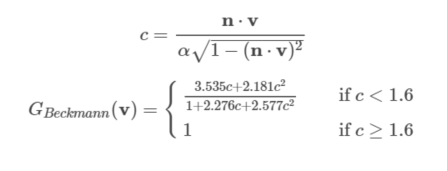 c = n · v / α√1 − (n · v)²
G_Beckmann(v) = { 3.535c+2.181c² / 1+2.276c+2.577c² if c < 1.6
1 if c ≥ 1.6